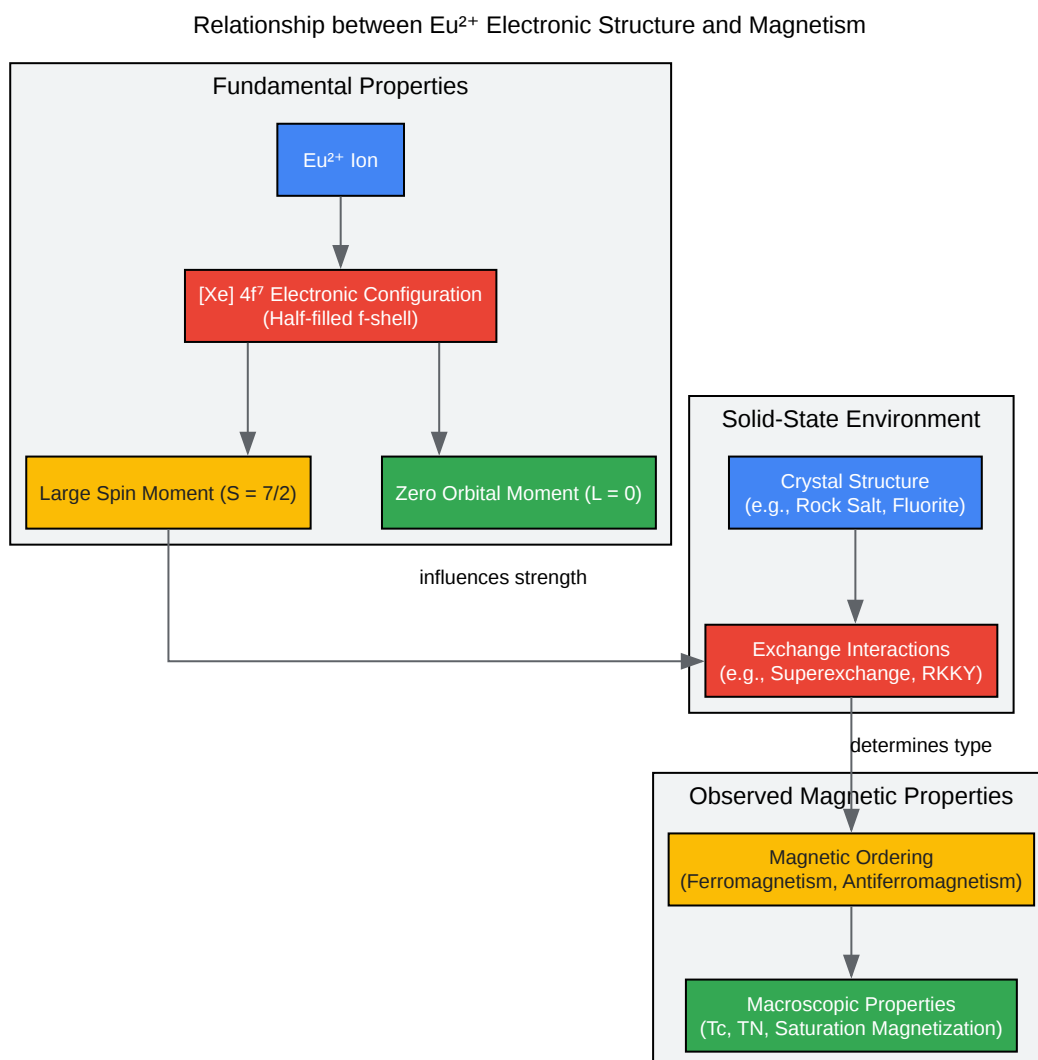 Relationship between Eu²⁺ Electronic Structure and Magnetism
Fundamental Properties
Eu²⁺ Ion
[Xe] 4f⁷ Electronic Configuration
(Half-filled f-shell)
Large Spin Moment (S = 7/2)
Zero Orbital Moment (L = 0)
influences strength
Solid-State Environment
Crystal Structure
(e.g., Rock Salt, Fluorite)
Exchange Interactions
(e.g., Superexchange, RKKY)
determines type
Observed Magnetic Properties
Magnetic Ordering
(Ferromagnetism, Antiferromagnetism)
Macroscopic Properties
(Tc, TN, Saturation Magnetization)